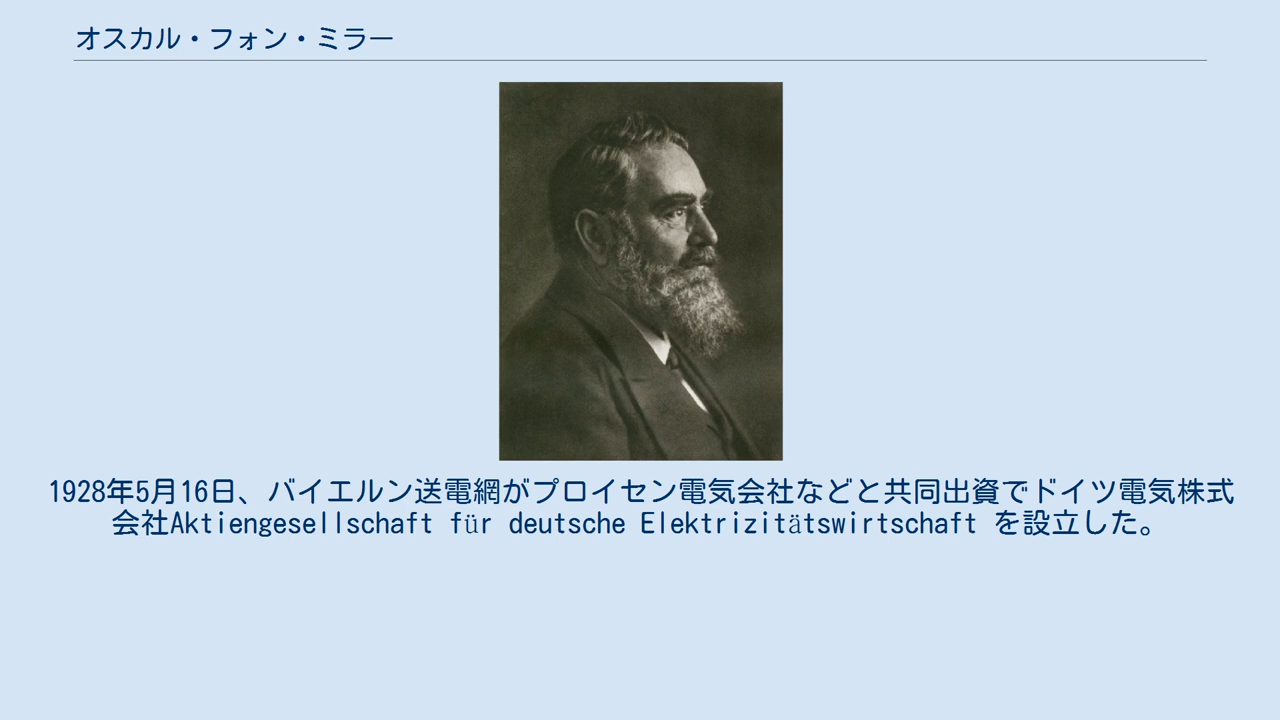 オスカル・フォン・ミラー
1928年5月16日、バイエルン送電網がプロイセン電気会社などと共同出資でドイツ電気株式
会社Aktiengesellschaft für deutsche Elektrizitätswirtschaft を設立した。